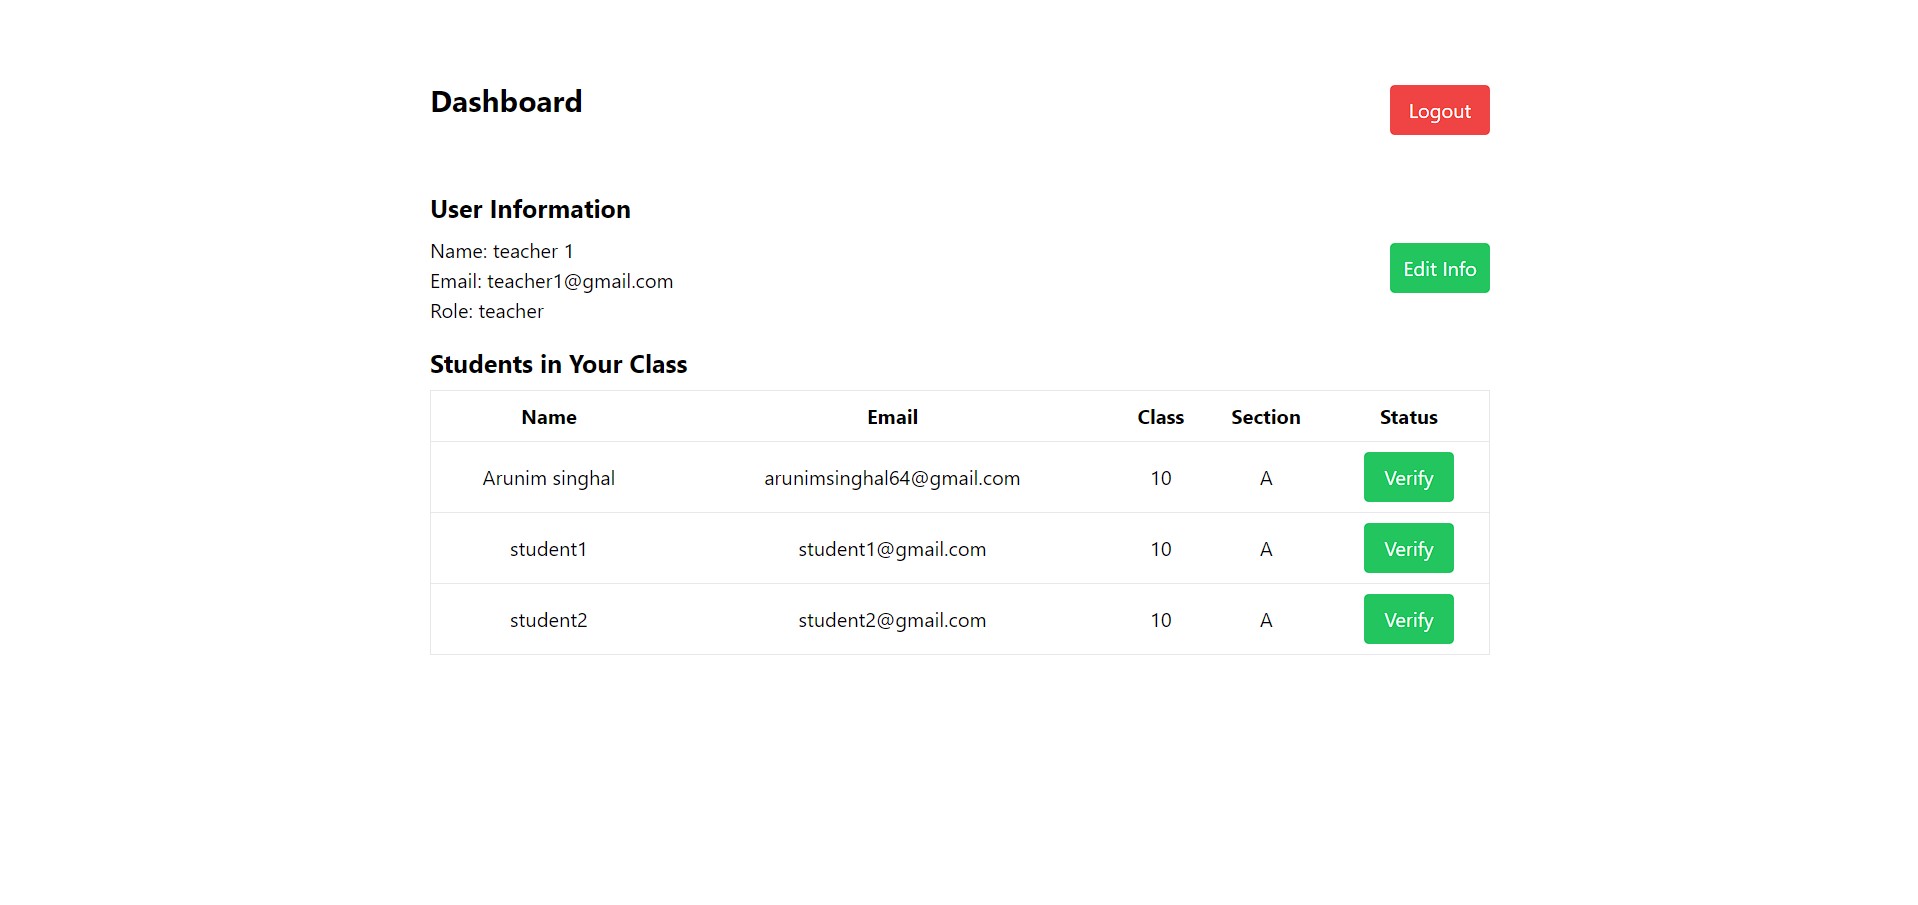 Dashboard
Logout
User Information
Name: teacher 1
Email: teacher1@gmail.com
Role: teacher
Edit Info
Students in Your Class
Name Email Class Section Status
Arunim singhal arunimsinghal64@gmail.com 10 A Verify
student1 student1@gmail.com 10 A Verify
student2 student2@gmail.com 10 A Verify